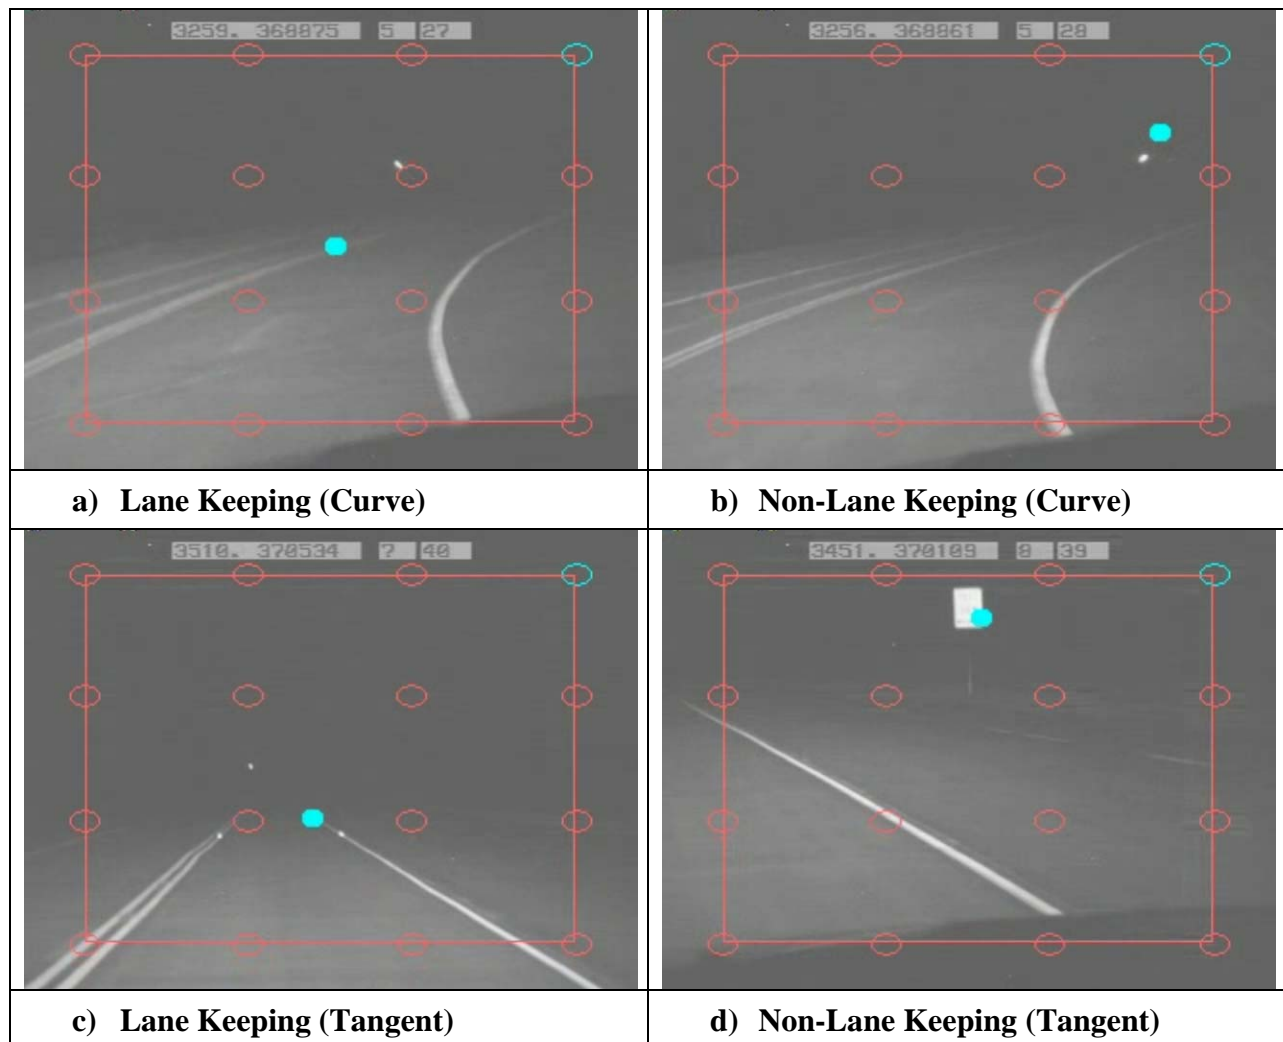 3259. 368875 5 27
3256. 368861 5 28
a) Lane Keeping (Curve)
b) Non-Lane Keeping (Curve)
3510. 370534 7 40
3451. 370109 8 39
c) Lane Keeping (Tangent)
d) Non-Lane Keeping (Tangent)